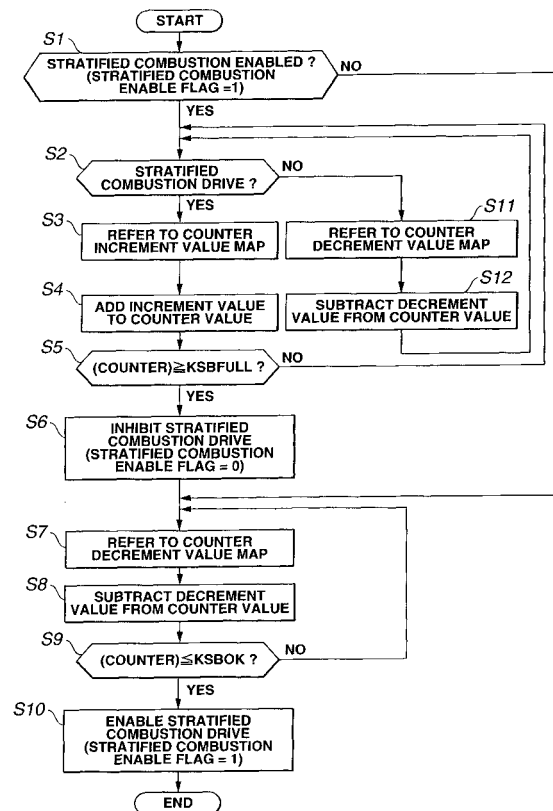 START
S1
STRATIFIED COMBUSTION ENABLED ?
(STRATIFIED COMBUSTION
ENABLE FLAG =1)
NO
YES
S2
STRATIFIED
COMBUSTION DRIVE ?
NO
YES
S3
REFER TO COUNTER
INCREMENT VALUE MAP
S11
REFER TO COUNTER
DECREMENT VALUE MAP
S4
ADD INCREMENT VALUE
TO COUNTER VALUE
S12
SUBTRACT DECREMENT
VALUE FROM COUNTER VALUE
S5
(COUNTER)≧KSBFULL ?
NO
YES
S6
INHIBIT STRATIFIED
COMBUSTION DRIVE
(STRATIFIED COMBUSTION
ENABLE FLAG = 0)
S7
REFER TO COUNTER
DECREMENT VALUE MAP
S8
SUBTRACT DECREMENT
VALUE FROM COUNTER VALUE
S9
(COUNTER)≦KSBOK ?
NO
YES
S10
ENABLE STRATIFIED
COMBUSTION DRIVE
(STRATIFIED COMBUSTION
ENABLE FLAG = 1)
END